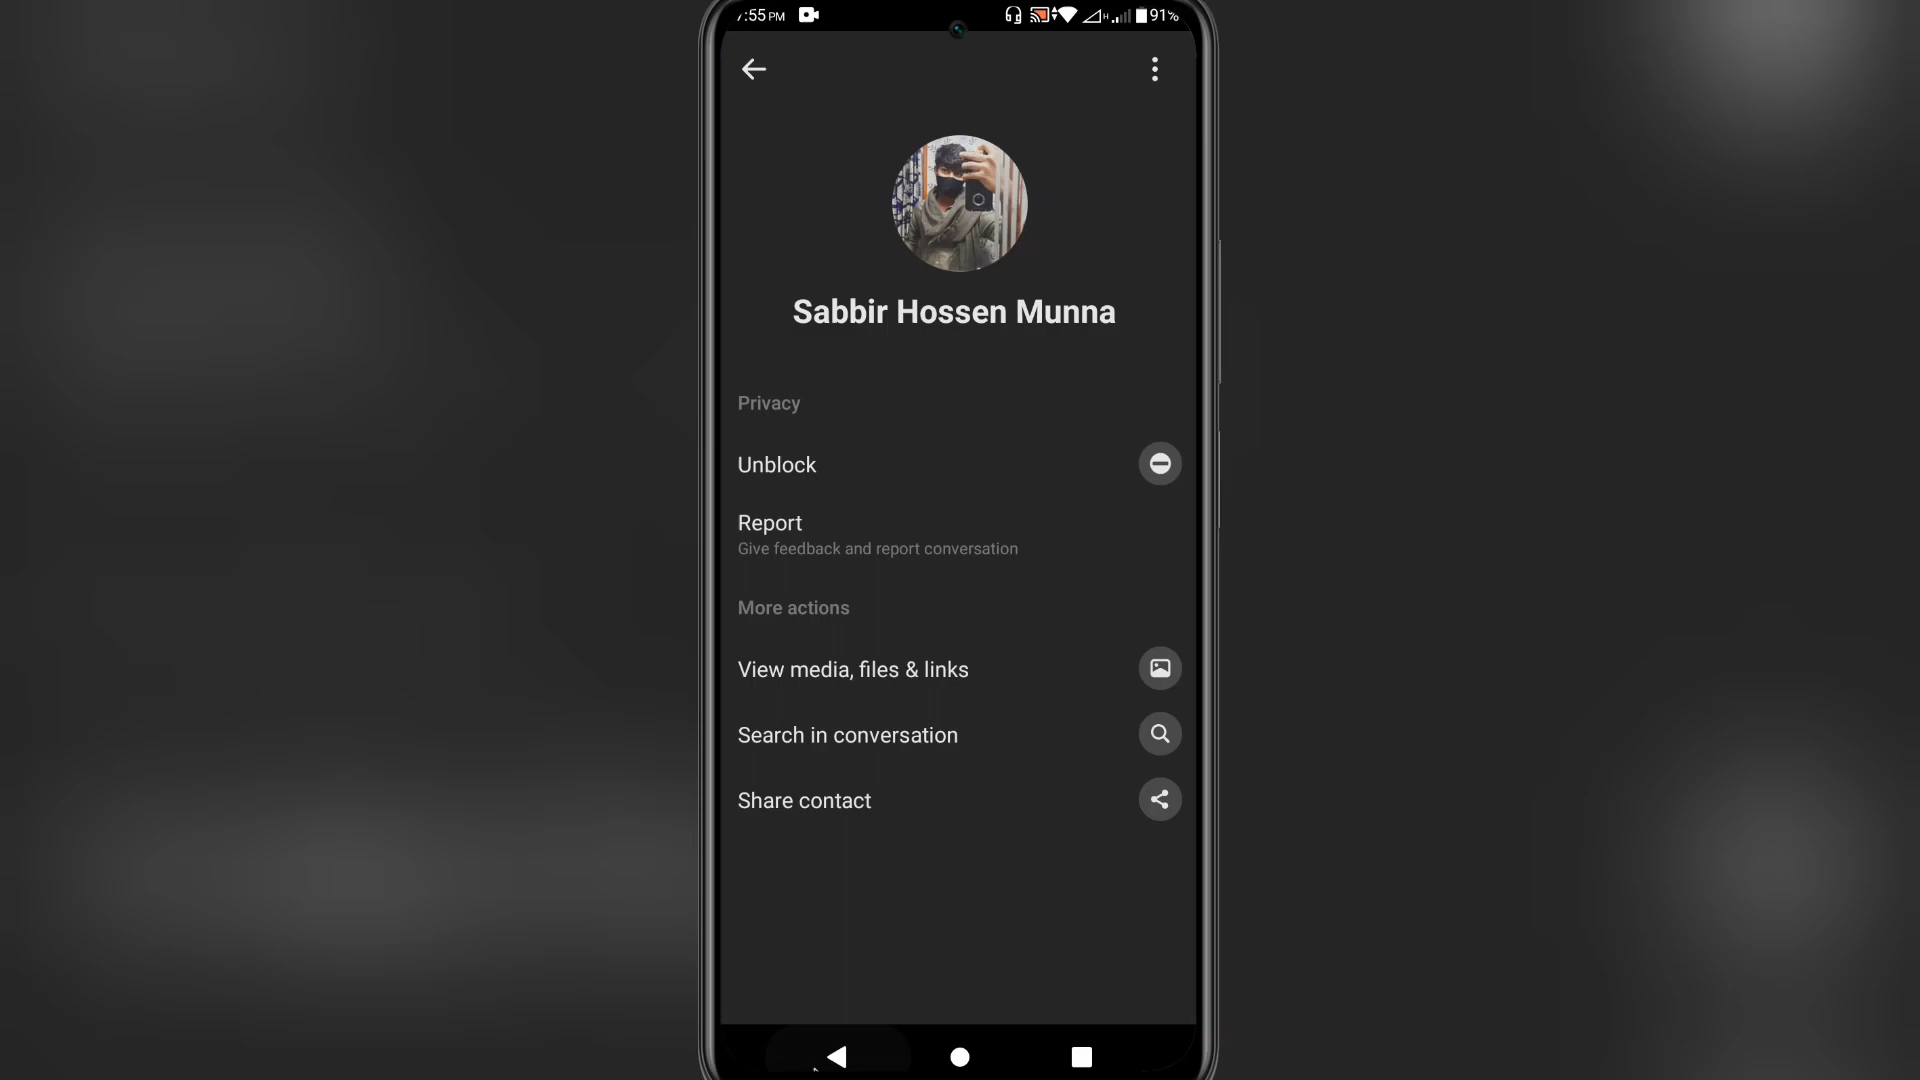 :55 PM H 91%
Sabbir Hossen Munna
Privacy
Unblock
Report
Give feedback and report conversation
More actions
View media, files & links
Search in conversation
Share contact